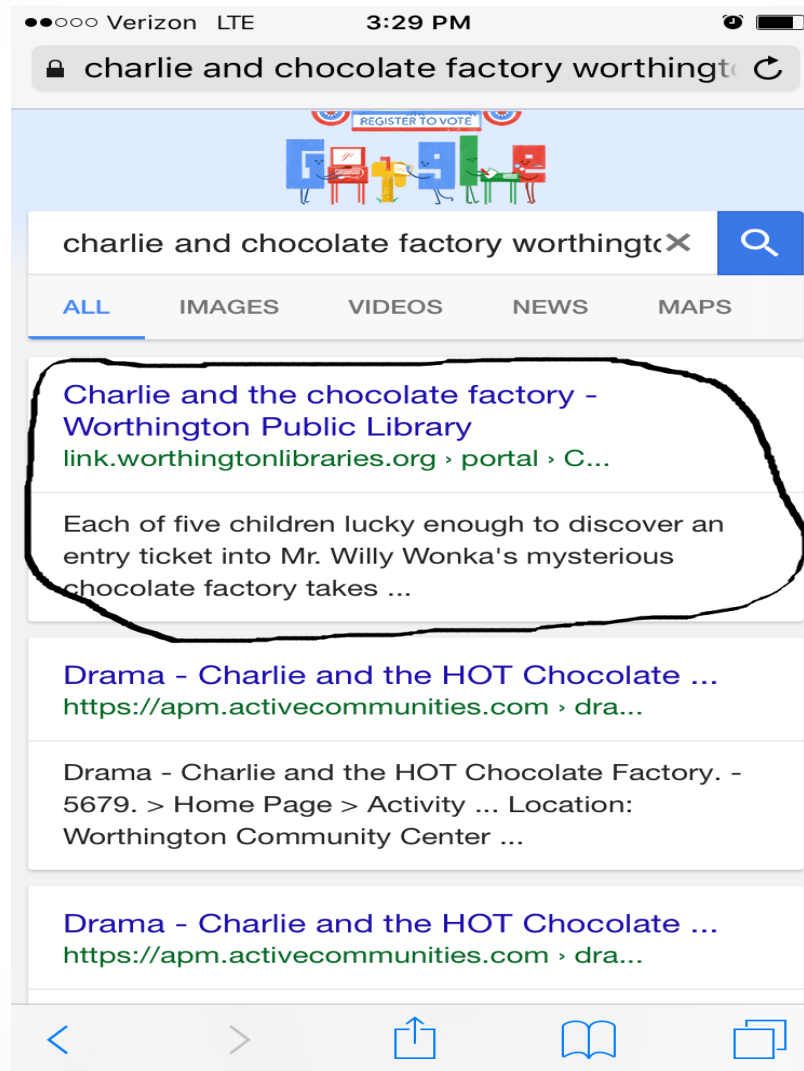 Verizon LTE 3:29 PM
charlie and chocolate factory worthingt
REGISTER TO VOTE
Google
charlie and chocolate factory worthingto
ALL IMAGES VIDEOS NEWS MAPS
Charlie and the chocolate factory -
Worthington Public Library
link.worthingtonlibraries.org › portal › C...
Each of five children lucky enough to discover an
entry ticket into Mr. Willy Wonka's mysterious
chocolate factory takes ...
Drama - Charlie and the HOT Chocolate ...
https://apm.activecommunities.com › dra...
Drama - Charlie and the HOT Chocolate Factory. -
5679. > Home Page > Activity ... Location:
Worthington Community Center ...
Drama - Charlie and the HOT Chocolate ...
https://apm.activecommunities.com › dra...